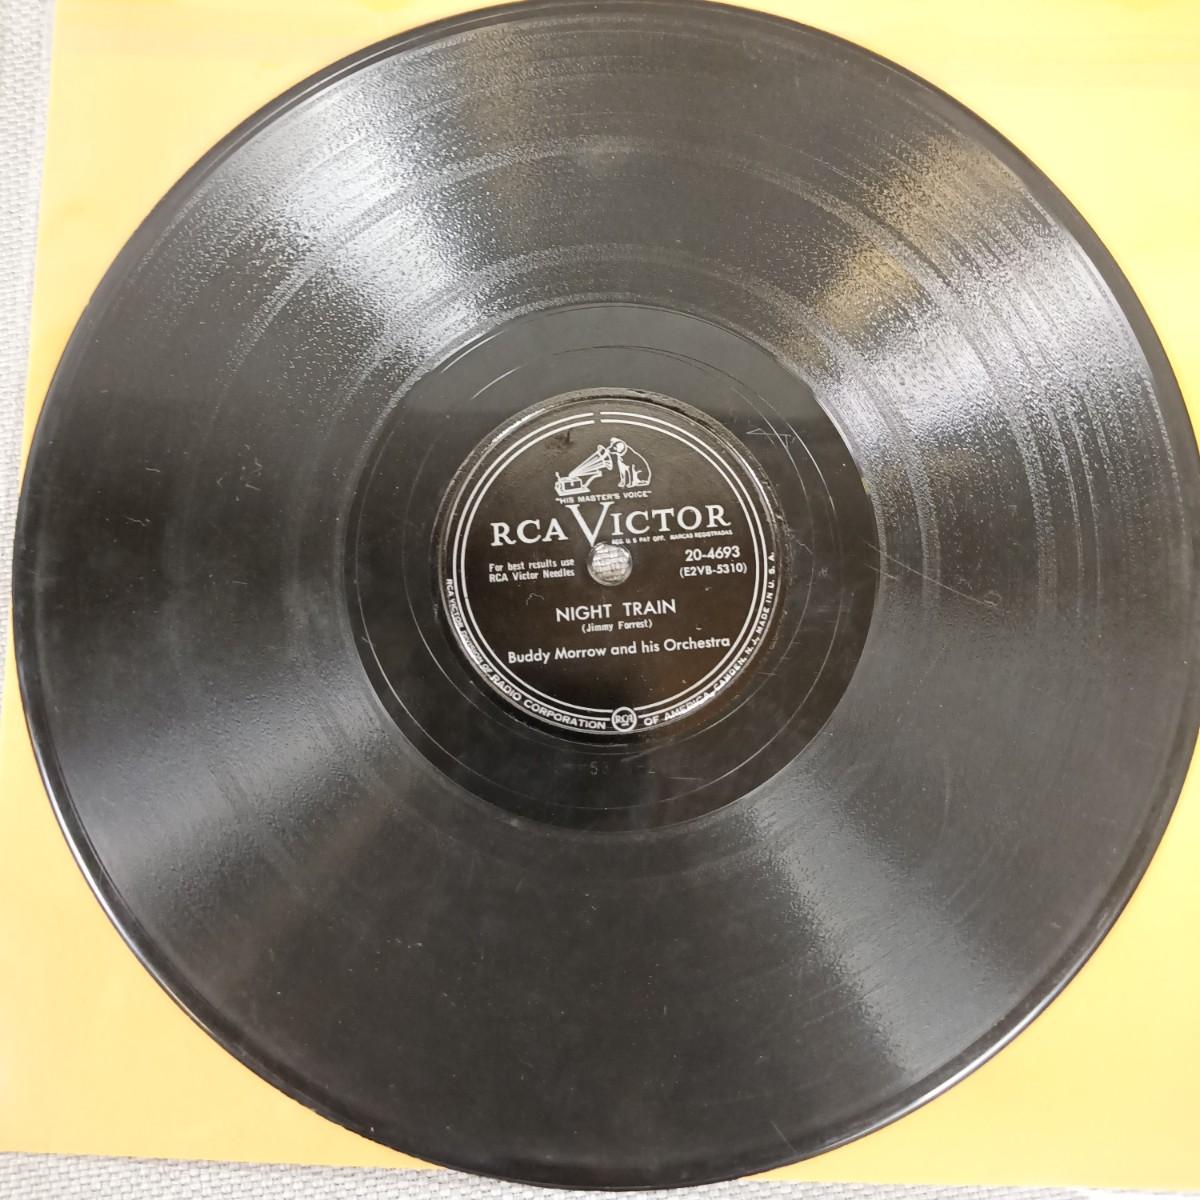 "HIS MASTER'S VOICE"
RCA VICTOR
REG. U S PAT OFF. MARCAS REGISTRADAS
For best results use
RCA Victor Needles
20-4693
(E2VB-5310)
NIGHT TRAIN
(Jimmy Forrest)
Buddy Morrow and his Orchestra
RCA VICTOR DIVISION OF RADIO CORPORATION RCA OF AMERICA, CAMDEN, N. J., MADE IN U. S. A.